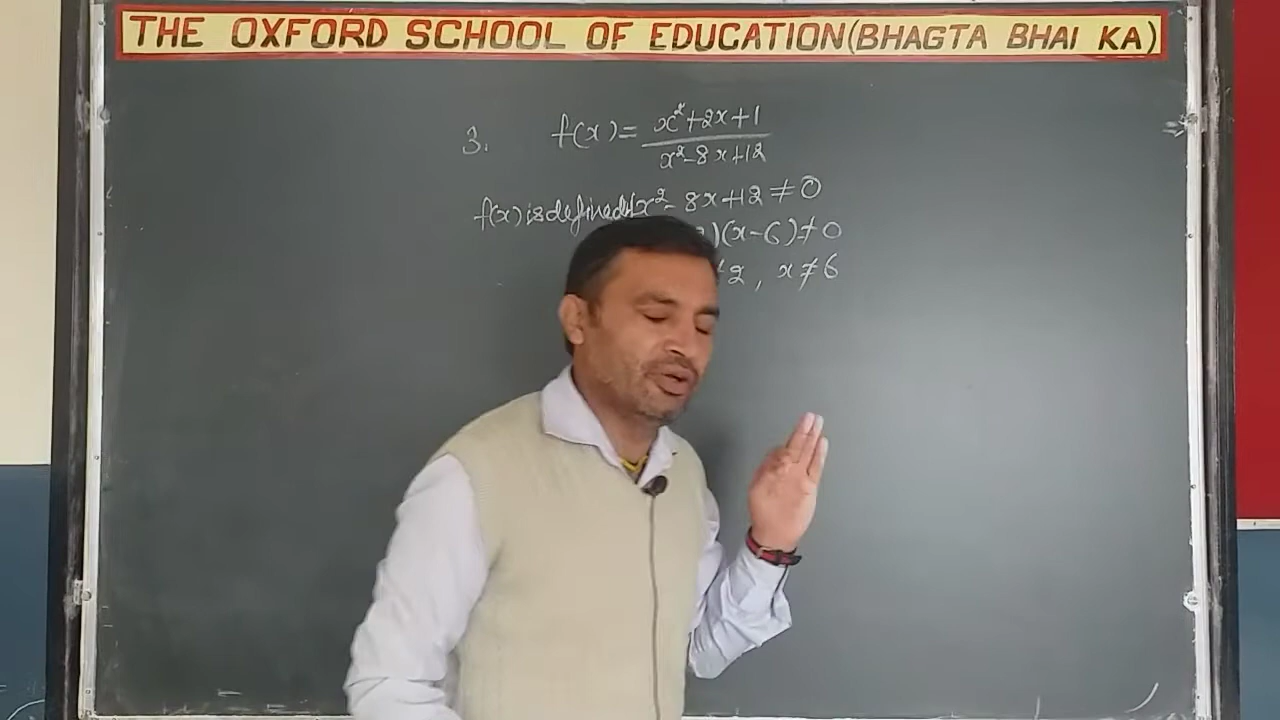 THE OXFORD SCHOOL OF EDUCATION(BHAGTA BHAI KA)
3. f(x)= x²+2x+1
x²-8x+12
f(x) is defined if x²- 8x+12 ≠ 0
)(x-6)≠0
2, x≠6